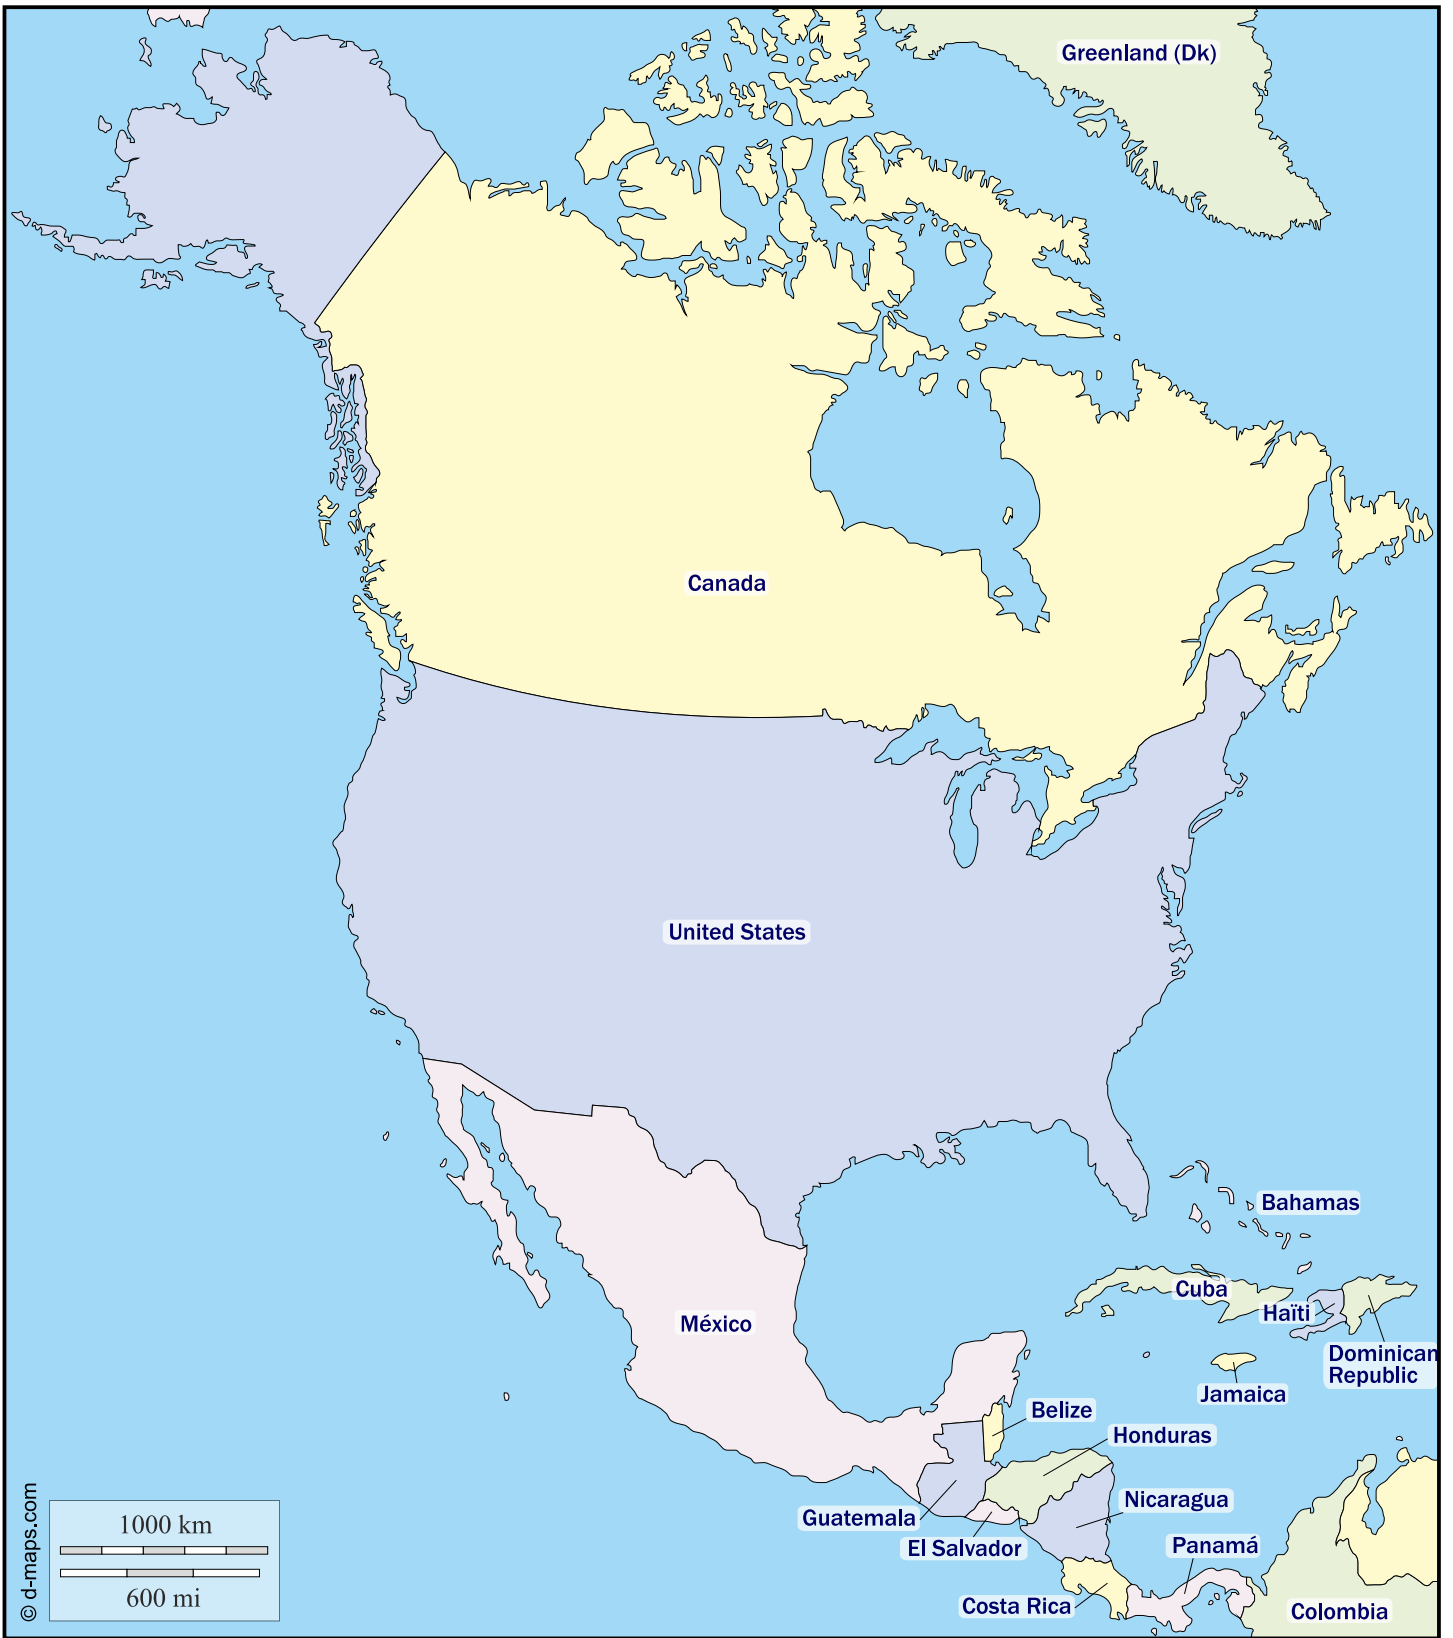 Greenland (Dk)
Canada
United States
Bahamas
Cuba
Haïti
México
Dominican
Republic
Jamaica
Belize
Honduras
Nicaragua
Guatemala
El Salvador
Panamá
Costa Rica
Colombia
1000 km
600 mi
© d-maps.com